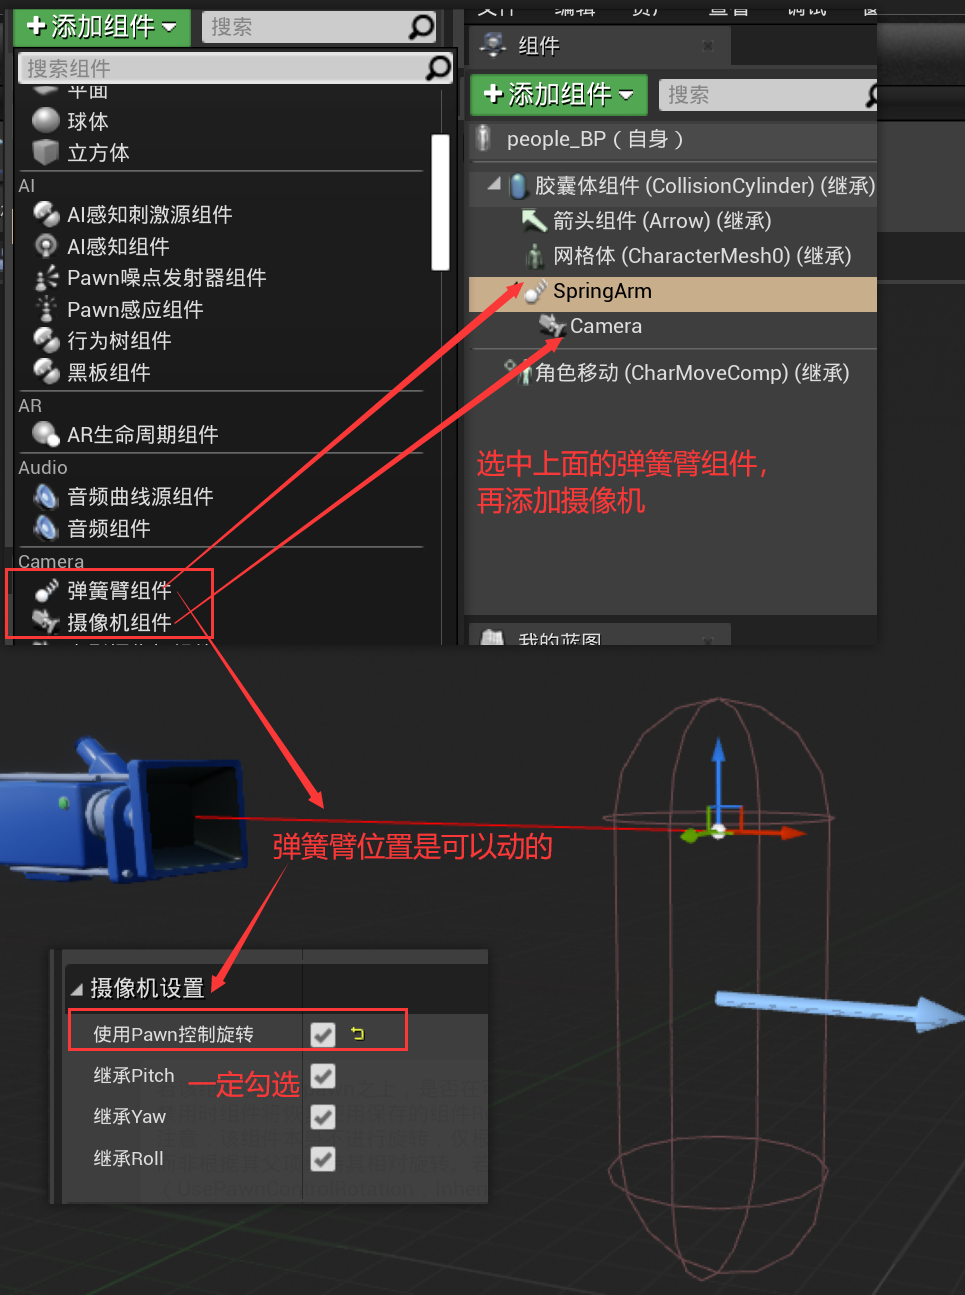 添加组件
搜索
搜索组件
平面
球体
立方体
AI
AI感知刺激源组件
AI感知组件
Pawn噪点发射器组件
Pawn感应组件
行为树组件
黑板组件
AR
AR生命周期组件
Audio
音频曲线源组件
音频组件
Camera
弹簧臂组件
摄像机组件
文件 编辑 资产 查看 调试
组件
添加组件
搜索
people_BP（自身）
胶囊体组件 (CollisionCylinder) (继承)
箭头组件 (Arrow) (继承)
网格体 (CharacterMesh0) (继承)
SpringArm
Camera
角色移动 (CharMoveComp) (继承)
选中上面的弹簧臂组件，
再添加摄像机
我的蓝图
弹簧臂位置是可以动的
摄像机设置
使用Pawn控制旋转
继承Pitch
一定勾选
继承Yaw
继承Roll